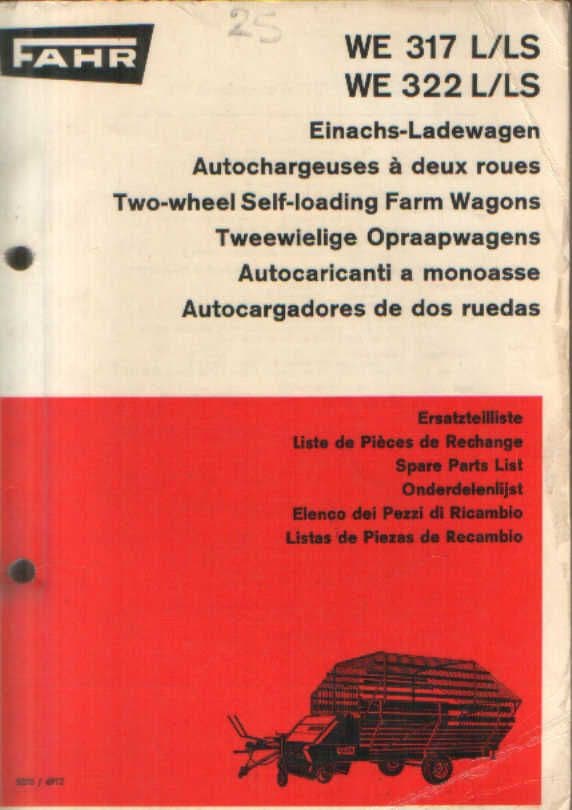 25
FAHR
WE 317 L/LS
WE 322 L/LS
Einachs-Ladewagen
Autochargeuses à deux roues
Two-wheel Self-loading Farm Wagons
Tweewielige Opraapwagens
Autocaricanti a monoasse
Autocargadores de dos ruedas
Ersatzteilliste
Liste de Pièces de Rechange
Spare Parts List
Onderdelenlijst
Elenco dei Pezzi di Ricambio
Listas de Piezas de Recambio